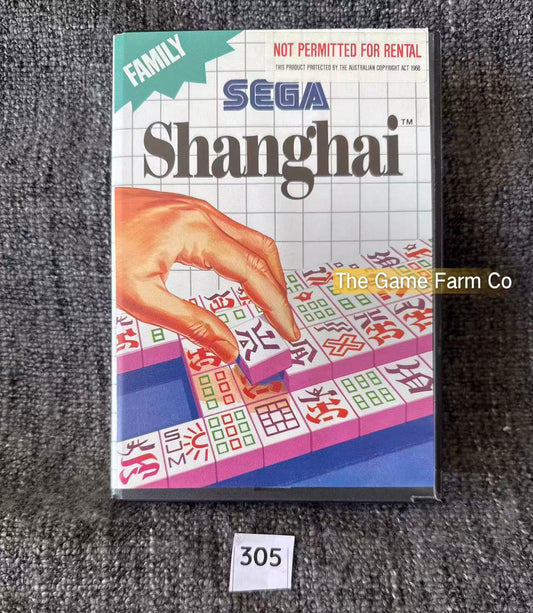 FAMILY
NOT PERMITTED FOR RENTAL
THIS PRODUCT PROTECTED BY THE AUSTRALIAN COPYRIGHT ACT 1968
SEGA
Shanghai™
The Game Farm Co
SUM
305